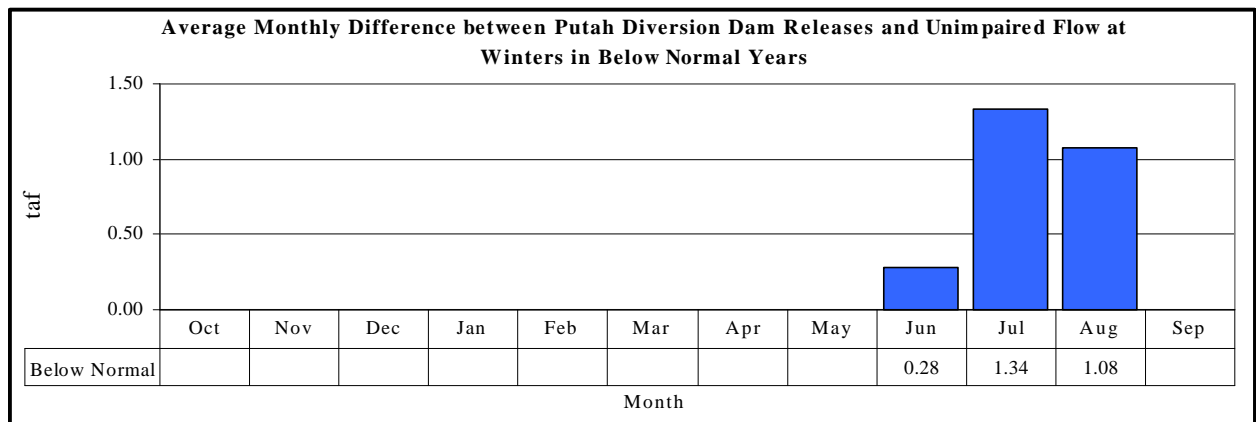 Average Monthly Difference between Putah Diversion Dam Releases and Unimpaired Flow at
Winters in Below Normal Years
1.50
1.00
0.50
0.00
taf
Oct Nov Dec Jan Feb Mar Apr May Jun Jul Aug Sep
Below Normal 0.28 1.34 1.08
Month